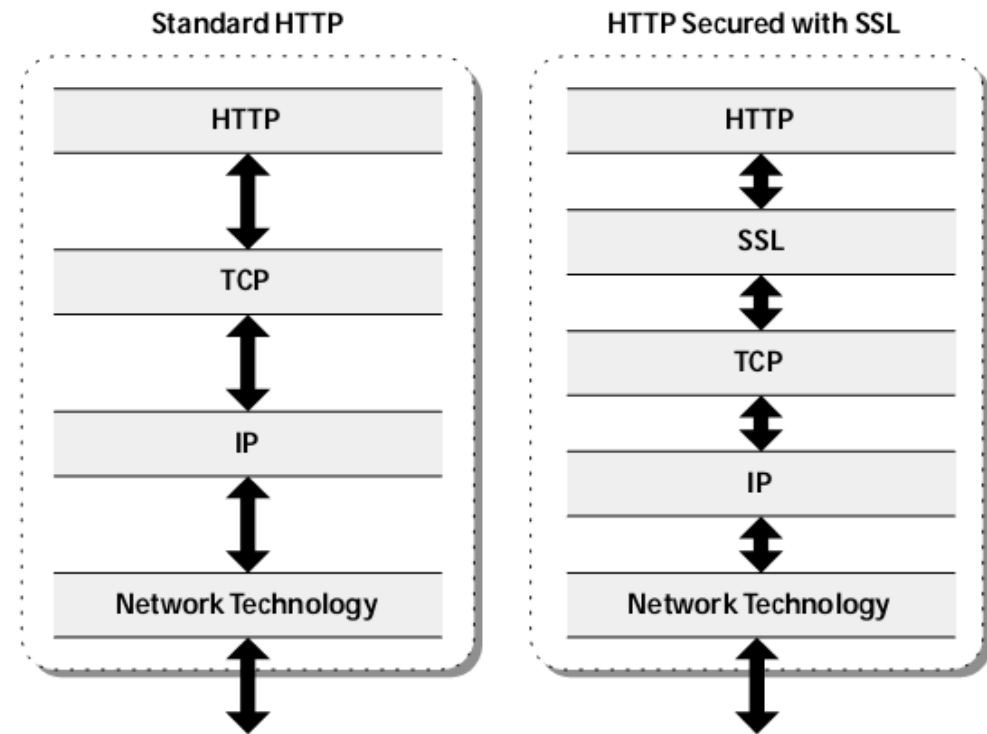 Standard HTTP
HTTP
TCP
IP
Network Technology
HTTP Secured with SSL
HTTP
SSL
TCP
IP
Network Technology